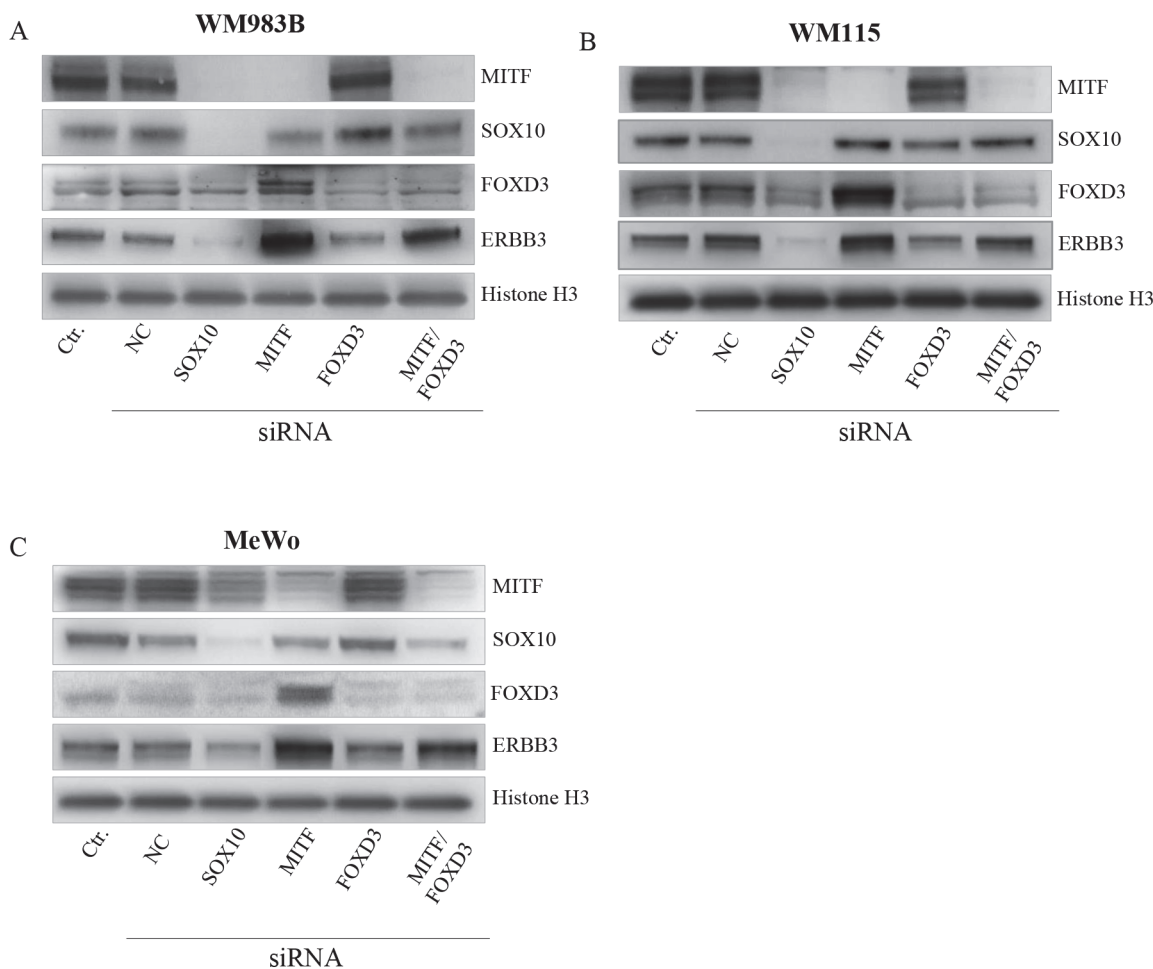 A
WM983B
MITF
SOX10
FOXD3
ERBB3
Histone H3
Ctr.
NC
SOX10
MITF
FOXD3
MITF/
FOXD3
siRNA
B
WM115
MITF
SOX10
FOXD3
ERBB3
Histone H3
Ctr.
NC
SOX10
MITF
FOXD3
MITF/
FOXD3
siRNA
C
MeWo
MITF
SOX10
FOXD3
ERBB3
Histone H3
Ctr.
NC
SOX10
MITF
FOXD3
MITF/
FOXD3
siRNA